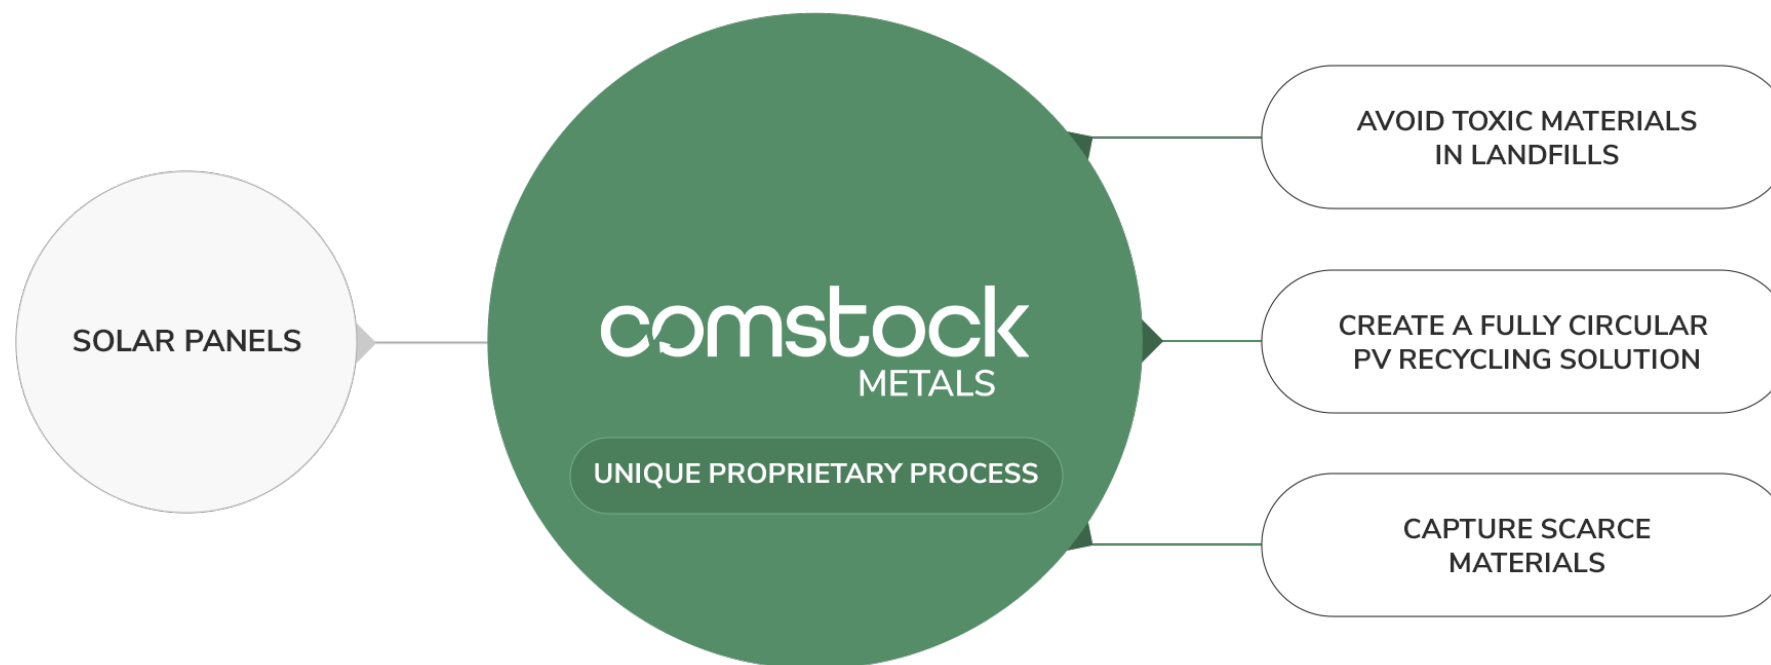 SOLAR PANELS
comstock
METALS
UNIQUE PROPRIETARY PROCESS
AVOID TOXIC MATERIALS
IN LANDFILLS
CREATE A FULLY CIRCULAR
PV RECYCLING SOLUTION
CAPTURE SCARCE
MATERIALS